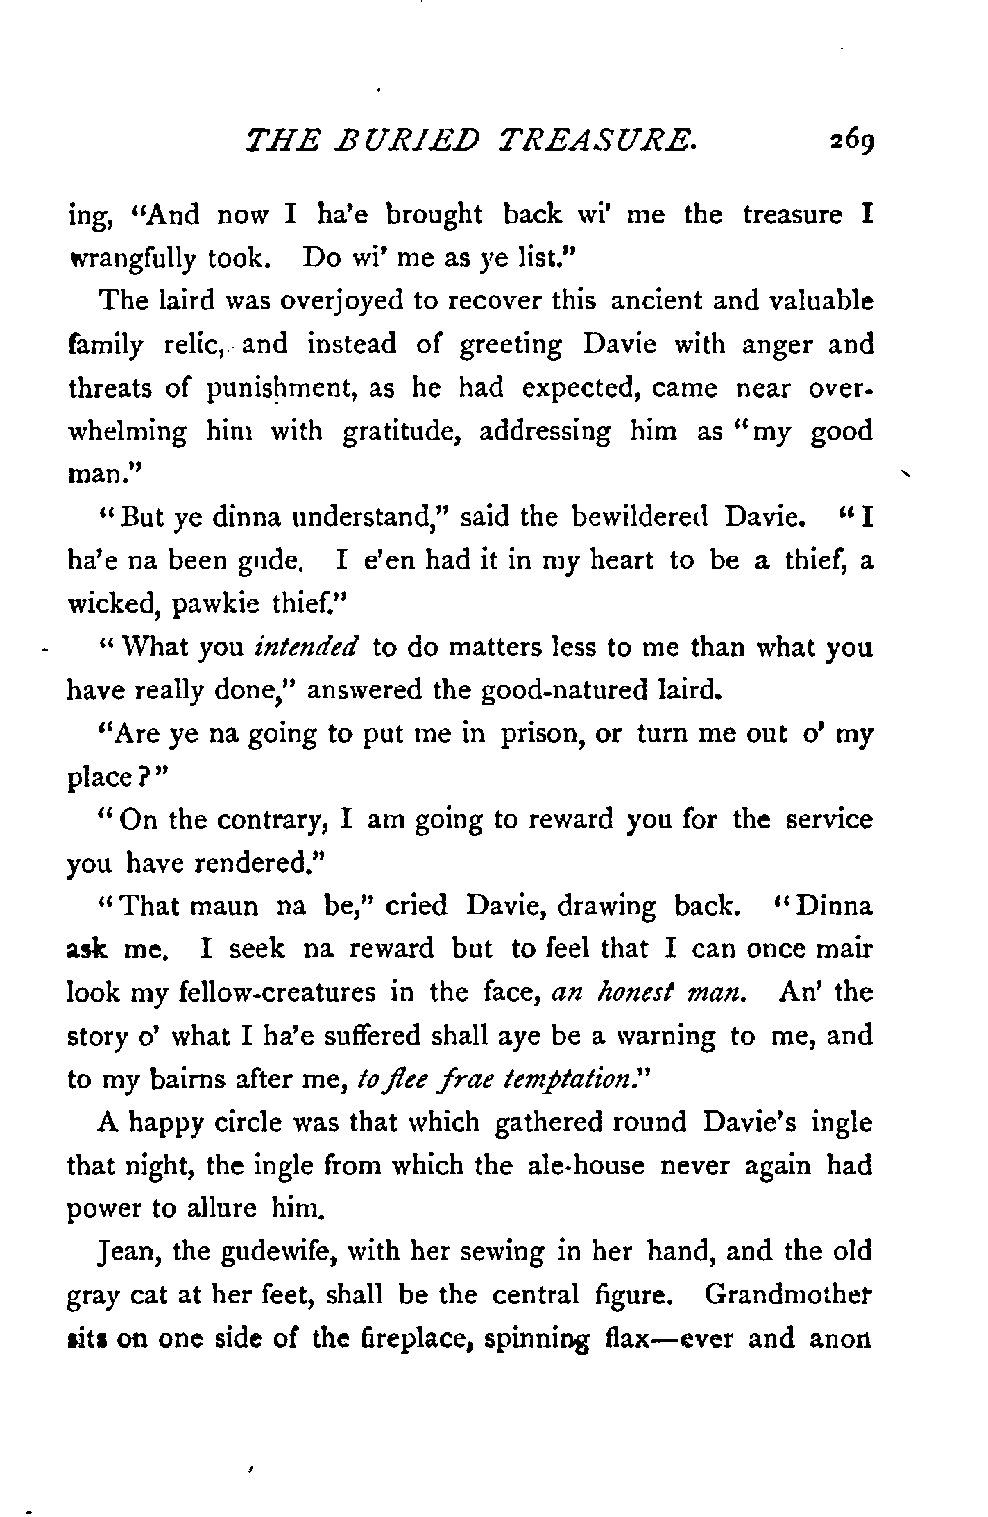 THE BURIED TREASURE. 269
ing, "And now I ha'e brought back wi' me the treasure I
wrangfully took. Do wi' me as ye list."
The laird was overjoyed to recover this ancient and valuable
family relic, and instead of greeting Davie with anger and
threats of punishment, as he had expected, came near over-
whelming him with gratitude, addressing him as "my good
man."
"But ye dinna understand," said the bewildered Davie. "I
ha'e na been gude. I e'en had it in my heart to be a thief, a
wicked, pawkie thief."
"What you intended to do matters less to me than what you
have really done," answered the good-natured laird.
"Are ye na going to put me in prison, or turn me out o' my
place?"
"On the contrary, I am going to reward you for the service
you have rendered."
"That maun na be," cried Davie, drawing back. "Dinna
ask me. I seek na reward but to feel that I can once mair
look my fellow-creatures in the face, an honest man. An' the
story o' what I ha'e suffered shall aye be a warning to me, and
to my bairns after me, to flee frae temptation."
A happy circle was that which gathered round Davie's ingle
that night, the ingle from which the ale-house never again had
power to allure him.
Jean, the gudewife, with her sewing in her hand, and the old
gray cat at her feet, shall be the central figure. Grandmother
sits on one side of the fireplace, spinning flax—ever and anon